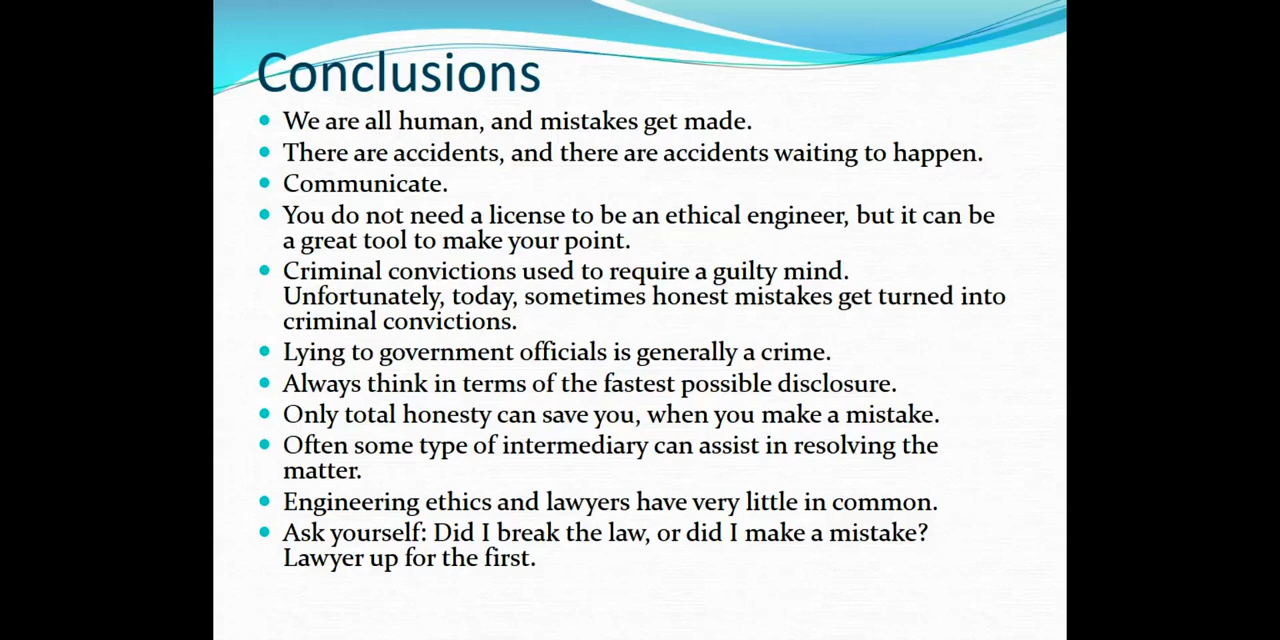 Conclusions
We are all human, and mistakes get made.
There are accidents, and there are accidents waiting to happen.
Communicate.
You do not need a license to be an ethical engineer, but it can be
a great tool to make your point.
Criminal convictions used to require a guilty mind.
Unfortunately, today, sometimes honest mistakes get turned into
criminal convictions.
Lying to government officials is generally a crime.
Always think in terms of the fastest possible disclosure.
Only total honesty can save you, when you make a mistake.
Often some type of intermediary can assist in resolving the
matter.
Engineering ethics and lawyers have very little in common.
Ask yourself: Did I break the law, or did I make a mistake?
Lawyer up for the first.